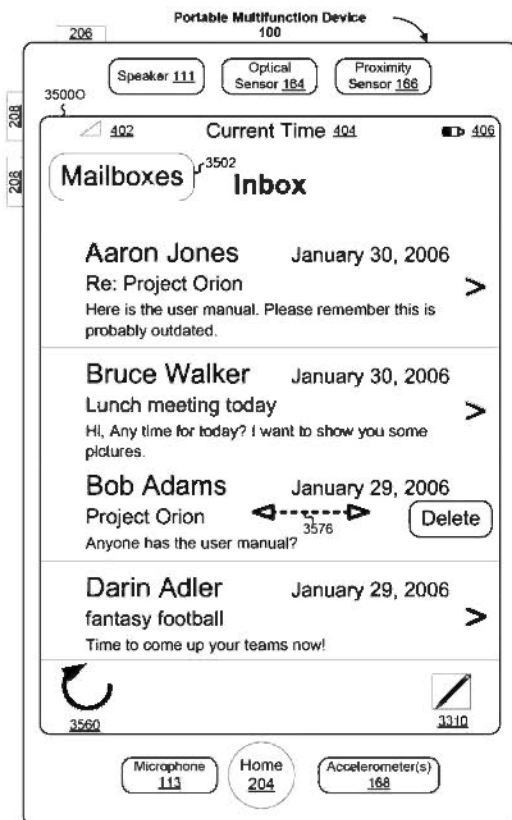 Portable Multifunction Device
100
206
Speaker 111
Optical
Sensor 164
Proximity
Sensor 166
3500O
208
208
402
Current Time 404
406
Mailboxes
3502
Inbox
Aaron Jones January 30, 2006
Re: Project Orion
>
Here is the user manual. Please remember this is
probably outdated.
Bruce Walker January 30, 2006
Lunch meeting today
>
Hi, Any time for today? I want to show you some
pictures.
Bob Adams January 29, 2006
Project Orion
3576
Delete
Anyone has the user manual?
Darin Adler January 29, 2006
fantasy football
>
Time to come up your teams now!
3560
3310
Microphone
113
Home
204
Accelerometer(s)
168